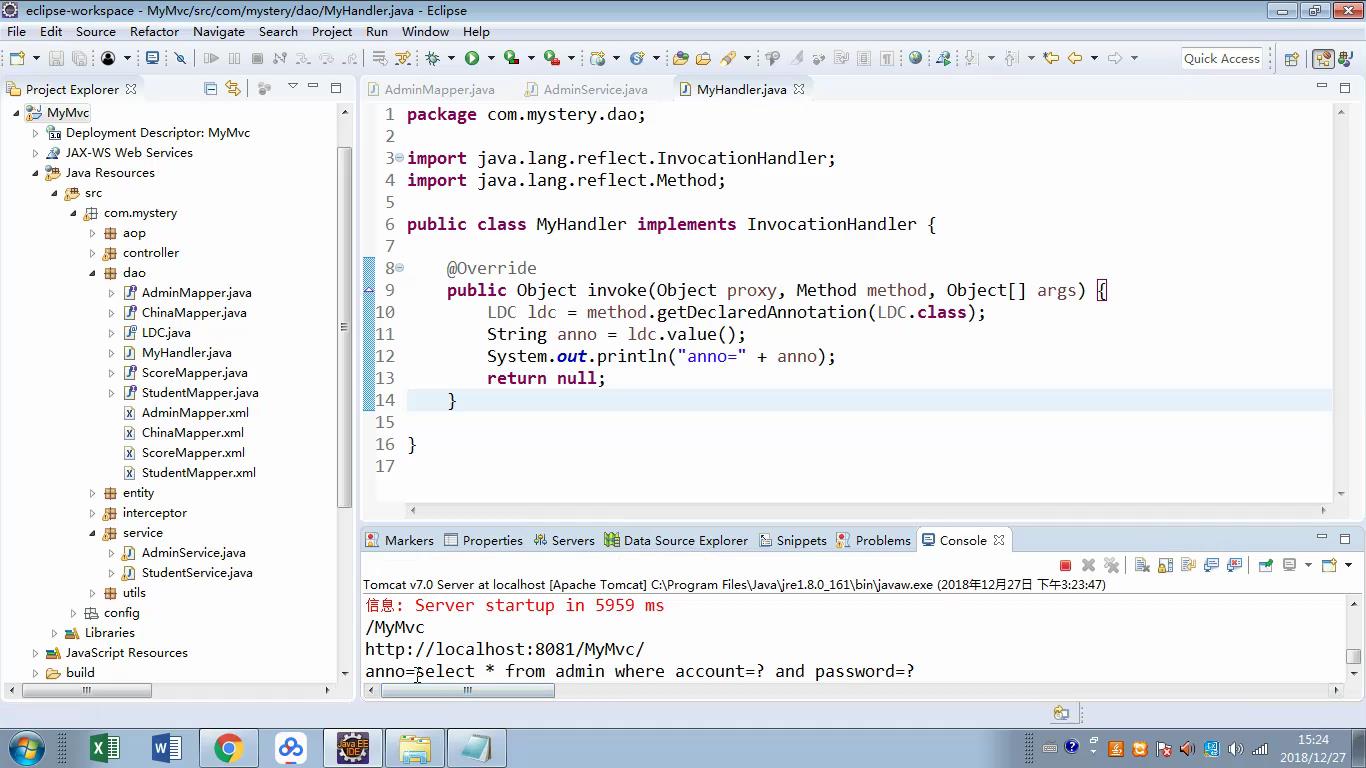 eclipse-workspace - MyMvc/src/com/mystery/dao/MyHandler.java - Eclipse
File Edit Source Refactor Navigate Search Project Run Window Help
Quick Access
Project Explorer
MyMvc
Deployment Descriptor: MyMvc
JAX-WS Web Services
Java Resources
src
com.mystery
aop
controller
dao
AdminMapper.java
ChinaMapper.java
LDC.java
MyHandler.java
ScoreMapper.java
StudentMapper.java
AdminMapper.xml
ChinaMapper.xml
ScoreMapper.xml
StudentMapper.xml
entity
interceptor
service
AdminService.java
StudentService.java
utils
config
Libraries
JavaScript Resources
build
AdminMapper.java AdminService.java MyHandler.java
1 package com.mystery.dao;
2
3 import java.lang.reflect.InvocationHandler;
4 import java.lang.reflect.Method;
5
6 public class MyHandler implements InvocationHandler {
7
8 @Override
9 public Object invoke(Object proxy, Method method, Object[] args) {
10 LDC ldc = method.getDeclaredAnnotation(LDC.class);
11 String anno = ldc.value();
12 System.out.println("anno=" + anno);
13 return null;
14 }
15
16 }
17
Markers Properties Servers Data Source Explorer Snippets Problems Console
Tomcat v7.0 Server at localhost [Apache Tomcat] C:\Program Files\Java\jre1.8.0_161\bin\javaw.exe (2018年12月27日 下午3:23:47)
信息: Server startup in 5959 ms
/MyMvc
http://localhost:8081/MyMvc/
anno=select * from admin where account=? and password=?
Java EE
IDE
15:24
2018/12/27